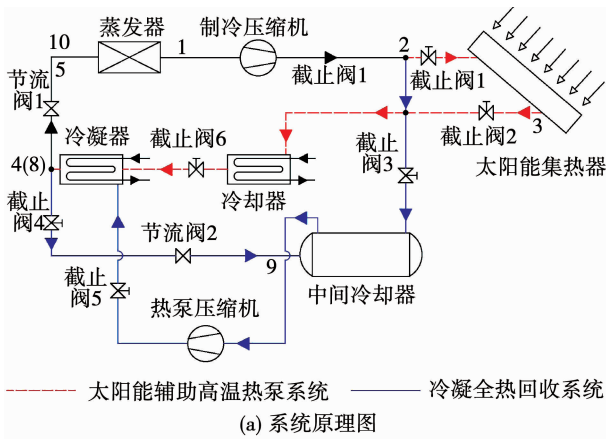 蒸发器
制冷压缩机
10
5
1
2
截止阀1
截止阀1
节流
阀1
冷凝器
截止阀6
截止阀2
3
截止
阀3
太阳能集热器
4(8)
冷却器
截止
阀4
节流阀2
9
截止
阀5
中间冷却器
热泵压缩机
太阳能辅助高温热泵系统
冷凝全热回收系统
(a) 系统原理图